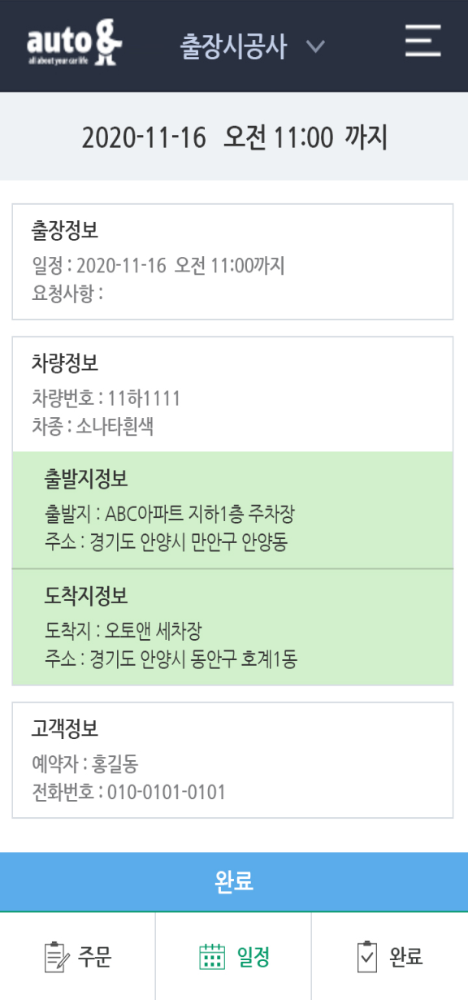 auto&
all about your car life
출장시공사
2020-11-16 오전 11:00 까지
출장정보
일정 : 2020-11-16 오전 11:00까지
요청사항 :
차량정보
차량번호 : 11하1111
차종 : 소나타흰색
출발지정보
출발지 : ABC아파트 지하1층 주차장
주소 : 경기도 안양시 만안구 안양동
도착지정보
도착지 : 오토앤 세차장
주소 : 경기도 안양시 동안구 호계1동
고객정보
예약자 : 홍길동
전화번호 : 010-0101-0101
완료
주문
일정
완료